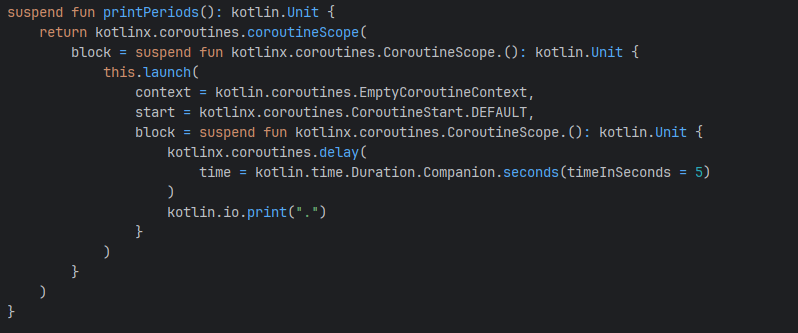 suspend fun printPeriods(): kotlin.Unit {
    return kotlinx.coroutines.coroutineScope(
        block = suspend fun kotlinx.coroutines.CoroutineScope.(): kotlin.Unit {
            this.launch(
                context = kotlin.coroutines.EmptyCoroutineContext,
                start = kotlinx.coroutines.CoroutineStart.DEFAULT,
                block = suspend fun kotlinx.coroutines.CoroutineScope.(): kotlin.Unit {
                    kotlinx.coroutines.delay(
                        time = kotlin.time.Duration.Companion.seconds(timeInSeconds = 5)
                    )
                    kotlin.io.print(".")
                }
            )
        }
    )
}